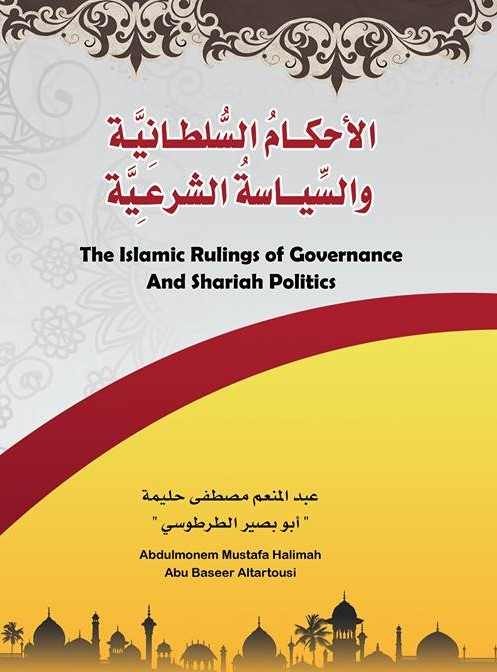 الأحكامُ السُّلطانِيَّة
والسِّياسةُ الشرعِيَّة
The Islamic Rulings of Governance
And Shariah Politics
عبد المنعم مصطفى حليمة
" أبو بصير الطرطوسي "
Abdulmonem Mustafa Halimah
Abu Baseer Altartousi